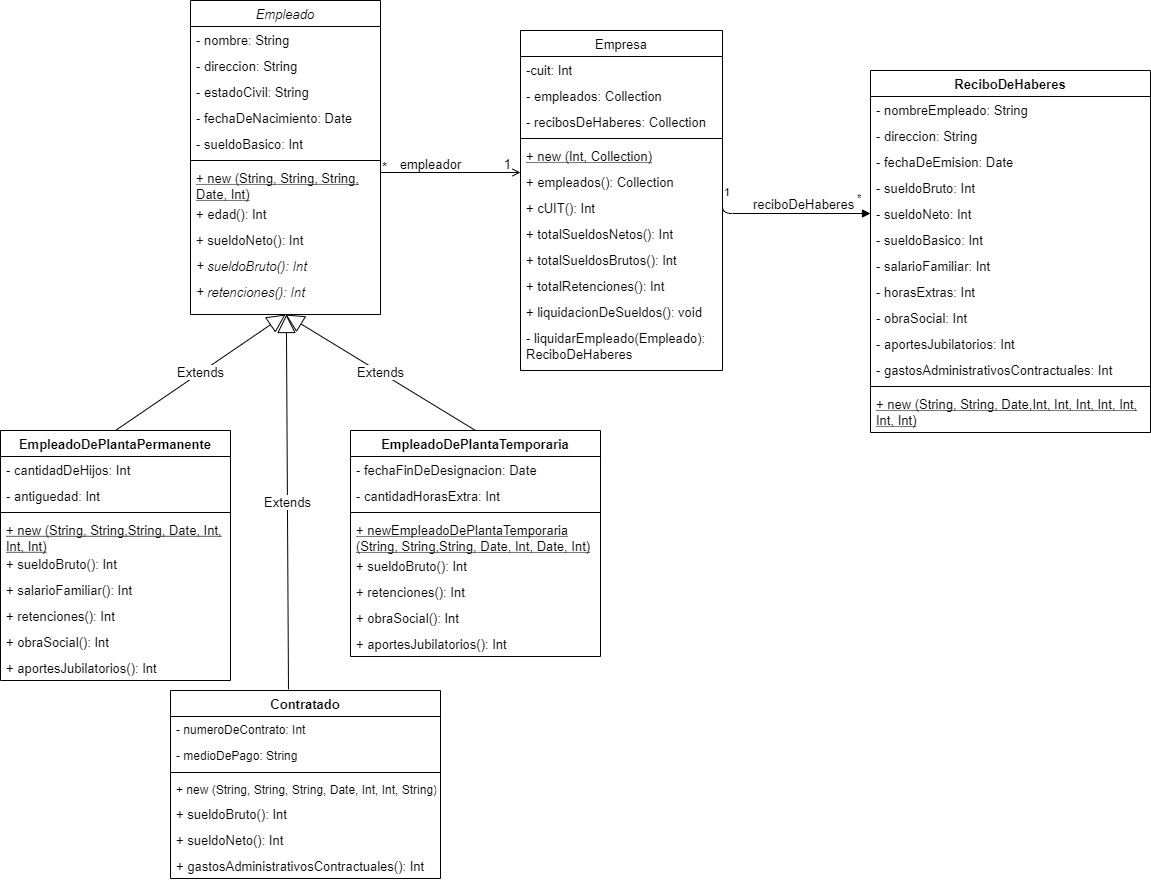 Empleado
- nombre: String
- direccion: String
- estadoCivil: String
- fechaDeNacimiento: Date
- sueldoBasico: Int
+ new (String, String, String,
Date, Int)
+ edad(): Int
+ sueldoNeto(): Int
+ sueldoBruto(): Int
+ retenciones(): Int
* empleador 1
Empresa
-cuit: Int
- empleados: Collection
- recibosDeHaberes: Collection
+ new (Int, Collection)
+ empleados(): Collection
+ cUIT(): Int
+ totalSueldosNetos(): Int
+ totalSueldosBrutos(): Int
+ totalRetenciones(): Int
+ liquidacionDeSueldos(): void
- liquidarEmpleado(Empleado):
ReciboDeHaberes
1 reciboDeHaberes *
ReciboDeHaberes
- nombreEmpleado: String
- direccion: String
- fechaDeEmision: Date
- sueldoBruto: Int
- sueldoNeto: Int
- sueldoBasico: Int
- salarioFamiliar: Int
- horasExtras: Int
- obraSocial: Int
- aportesJubilatorios: Int
- gastosAdministrativosContractuales: Int
+ new (String, String, Date,Int, Int, Int, Int, Int,
Int, Int)
Extends
Extends
Extends
EmpleadoDePlantaPermanente
- cantidadDeHijos: Int
- antiguedad: Int
+ new (String, String,String, Date, Int,
Int, Int)
+ sueldoBruto(): Int
+ salarioFamiliar(): Int
+ retenciones(): Int
+ obraSocial(): Int
+ aportesJubilatorios(): Int
EmpleadoDePlantaTemporaria
- fechaFinDeDesignacion: Date
- cantidadHorasExtra: Int
+ newEmpleadoDePlantaTemporaria
(String, String,String, Date, Int, Date, Int)
+ sueldoBruto(): Int
+ retenciones(): Int
+ obraSocial(): Int
+ aportesJubilatorios(): Int
Contratado
- numeroDeContrato: Int
- medioDePago: String
+ new (String, String, String, Date, Int, Int, String)
+ sueldoBruto(): Int
+ sueldoNeto(): Int
+ gastosAdministrativosContractuales(): Int